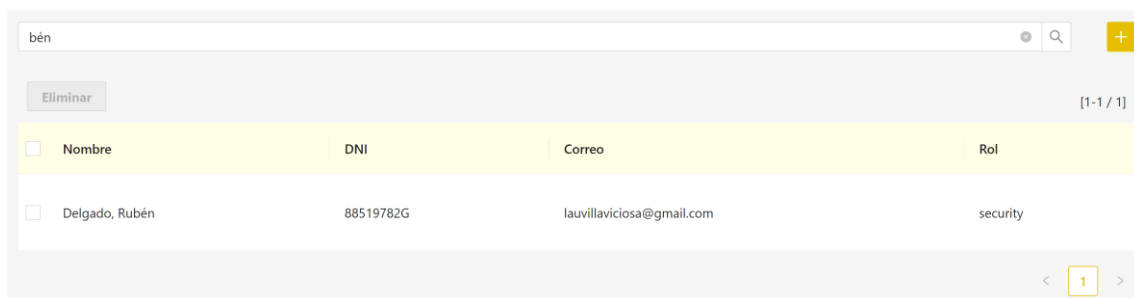 bén
+
Eliminar
[1-1 / 1]
Nombre DNI Correo Rol
Delgado, Rubén 88519782G lauvillaviciosa@gmail.com security
< 1 >